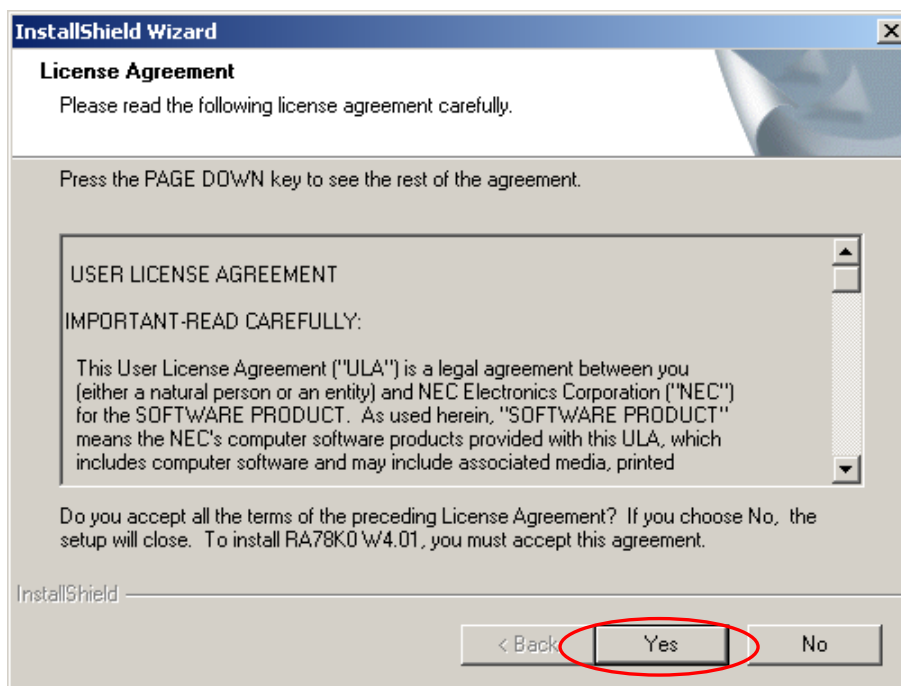 InstallShield Wizard
License Agreement
Please read the following license agreement carefully.
Press the PAGE DOWN key to see the rest of the agreement.
USER LICENSE AGREEMENT
IMPORTANT-READ CAREFULLY:
This User License Agreement ("ULA") is a legal agreement between you
(either a natural person or an entity) and NEC Electronics Corporation ("NEC")
for the SOFTWARE PRODUCT.  As used herein, "SOFTWARE PRODUCT"
means the NEC's computer software products provided with this ULA, which
includes computer software and may include associated media, printed
Do you accept all the terms of the preceding License Agreement?  If you choose No,  the
setup will close.  To install RA78K0 W4.01, you must accept this agreement.
InstallShield
< Back Yes No